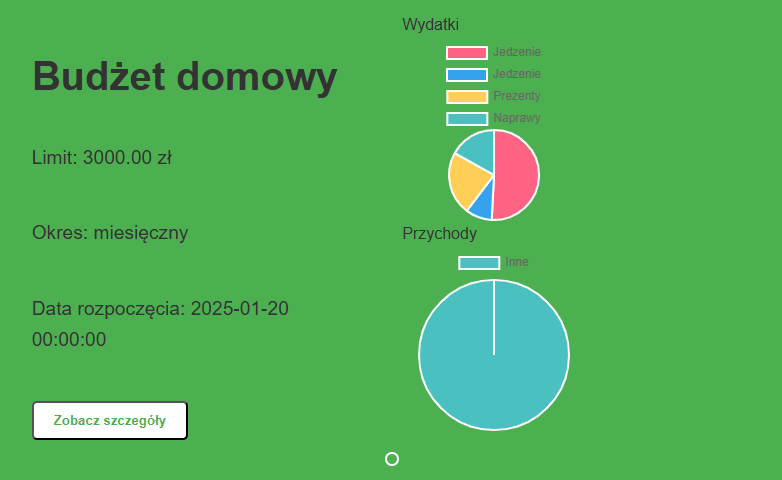 Budżet domowy
Limit: 3000.00 zł
Okres: miesięczny
Data rozpoczęcia: 2025-01-20
00:00:00
Zobacz szczegóły
Wydatki
Jedzenie
Jedzenie
Prezenty
Naprawy
Przychody
Inne